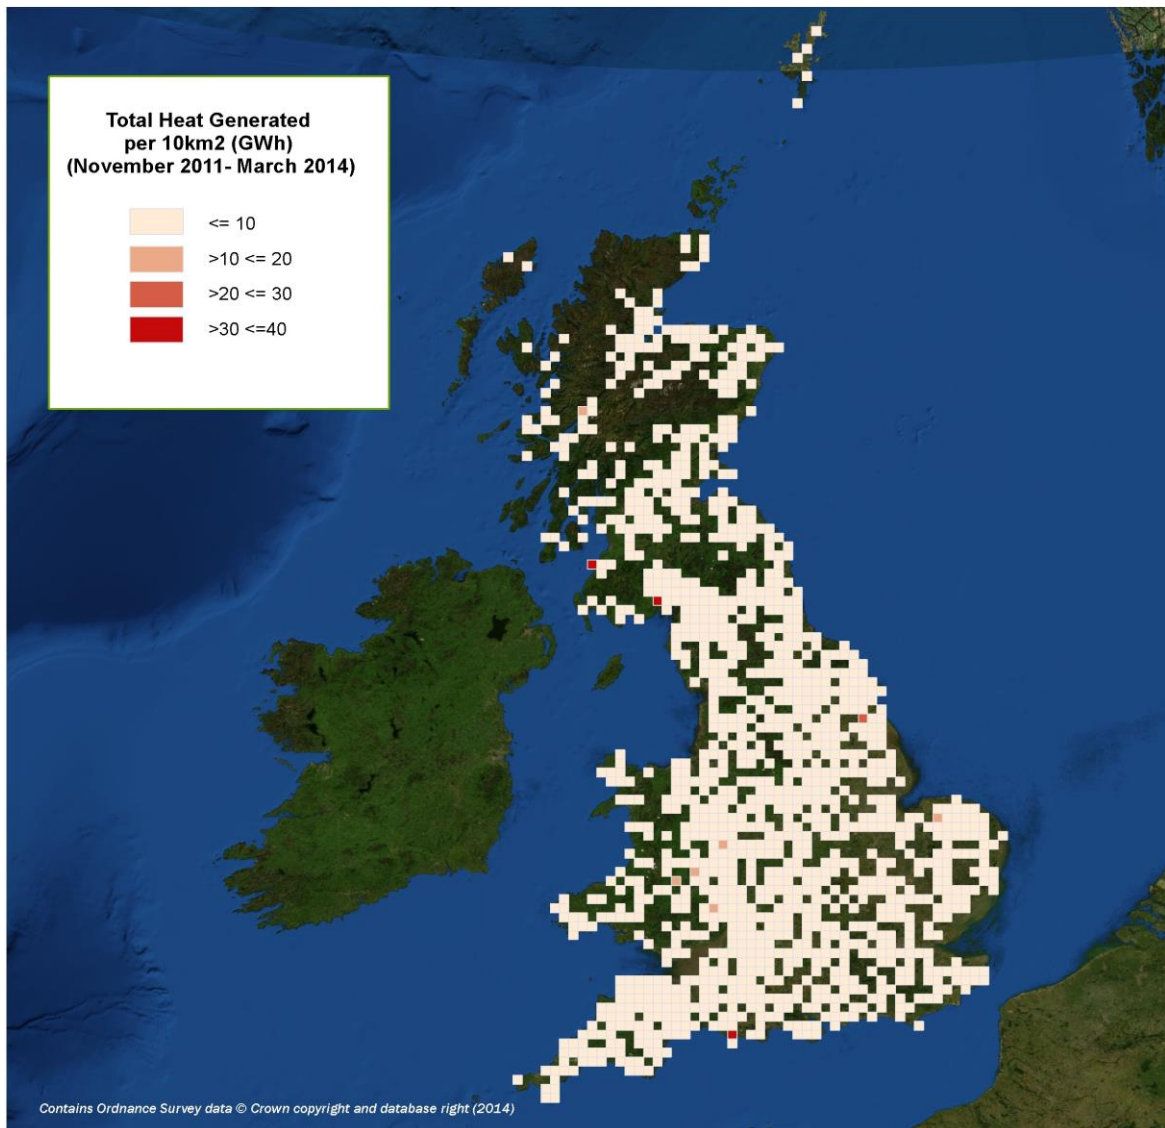 Total Heat Generated
per 10km2 (GWh)
(November 2011- March 2014)
<= 10
>10 <= 20
>20 <= 30
>30 <=40
Contains Ordnance Survey data © Crown copyright and database right (2014)